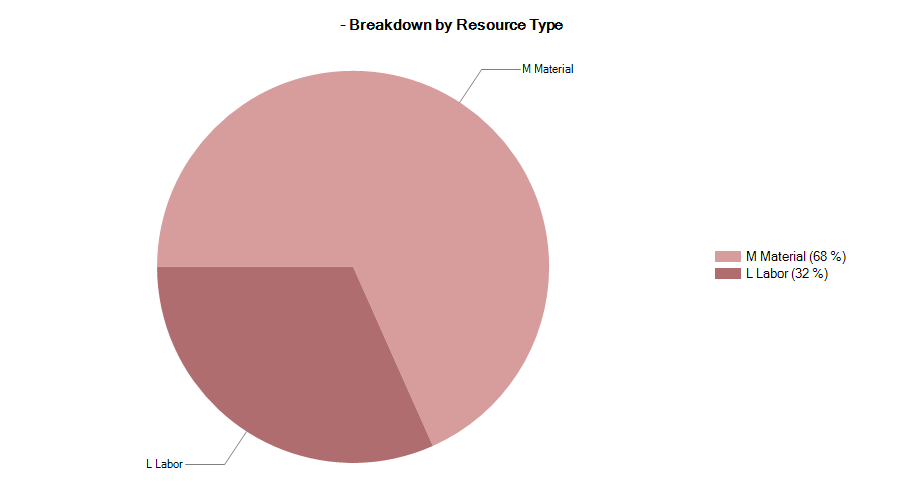 - Breakdown by Resource Type
M Material
M Material (68 %)
L Labor (32 %)
L Labor